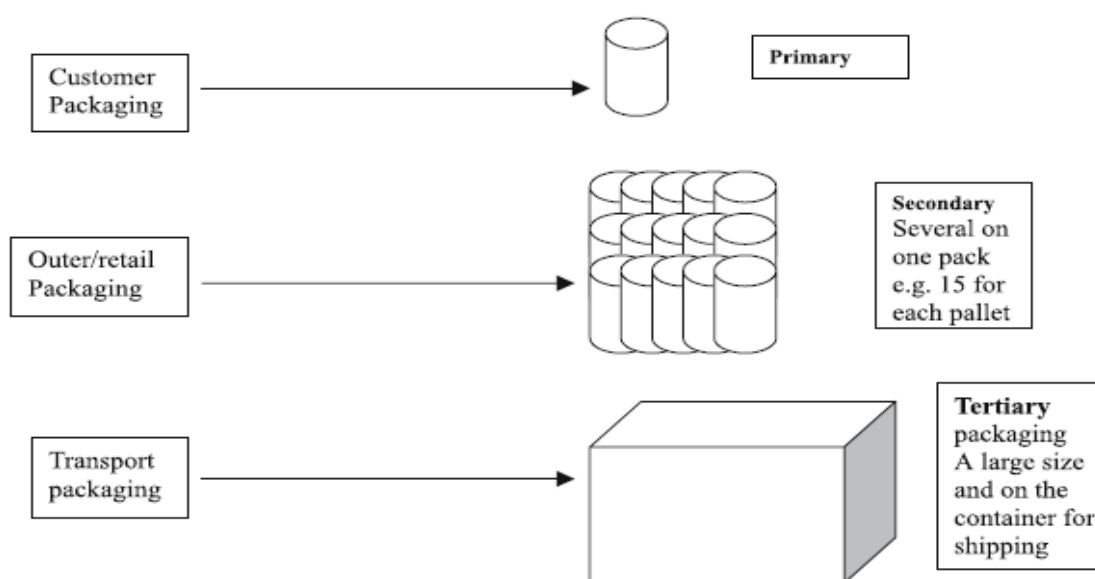 Customer
Packaging
Primary
Outer/retail
Packaging
Secondary
Several on
one pack
e.g. 15 for
each pallet
Transport
packaging
Tertiary
packaging
A large size
and on the
container for
shipping